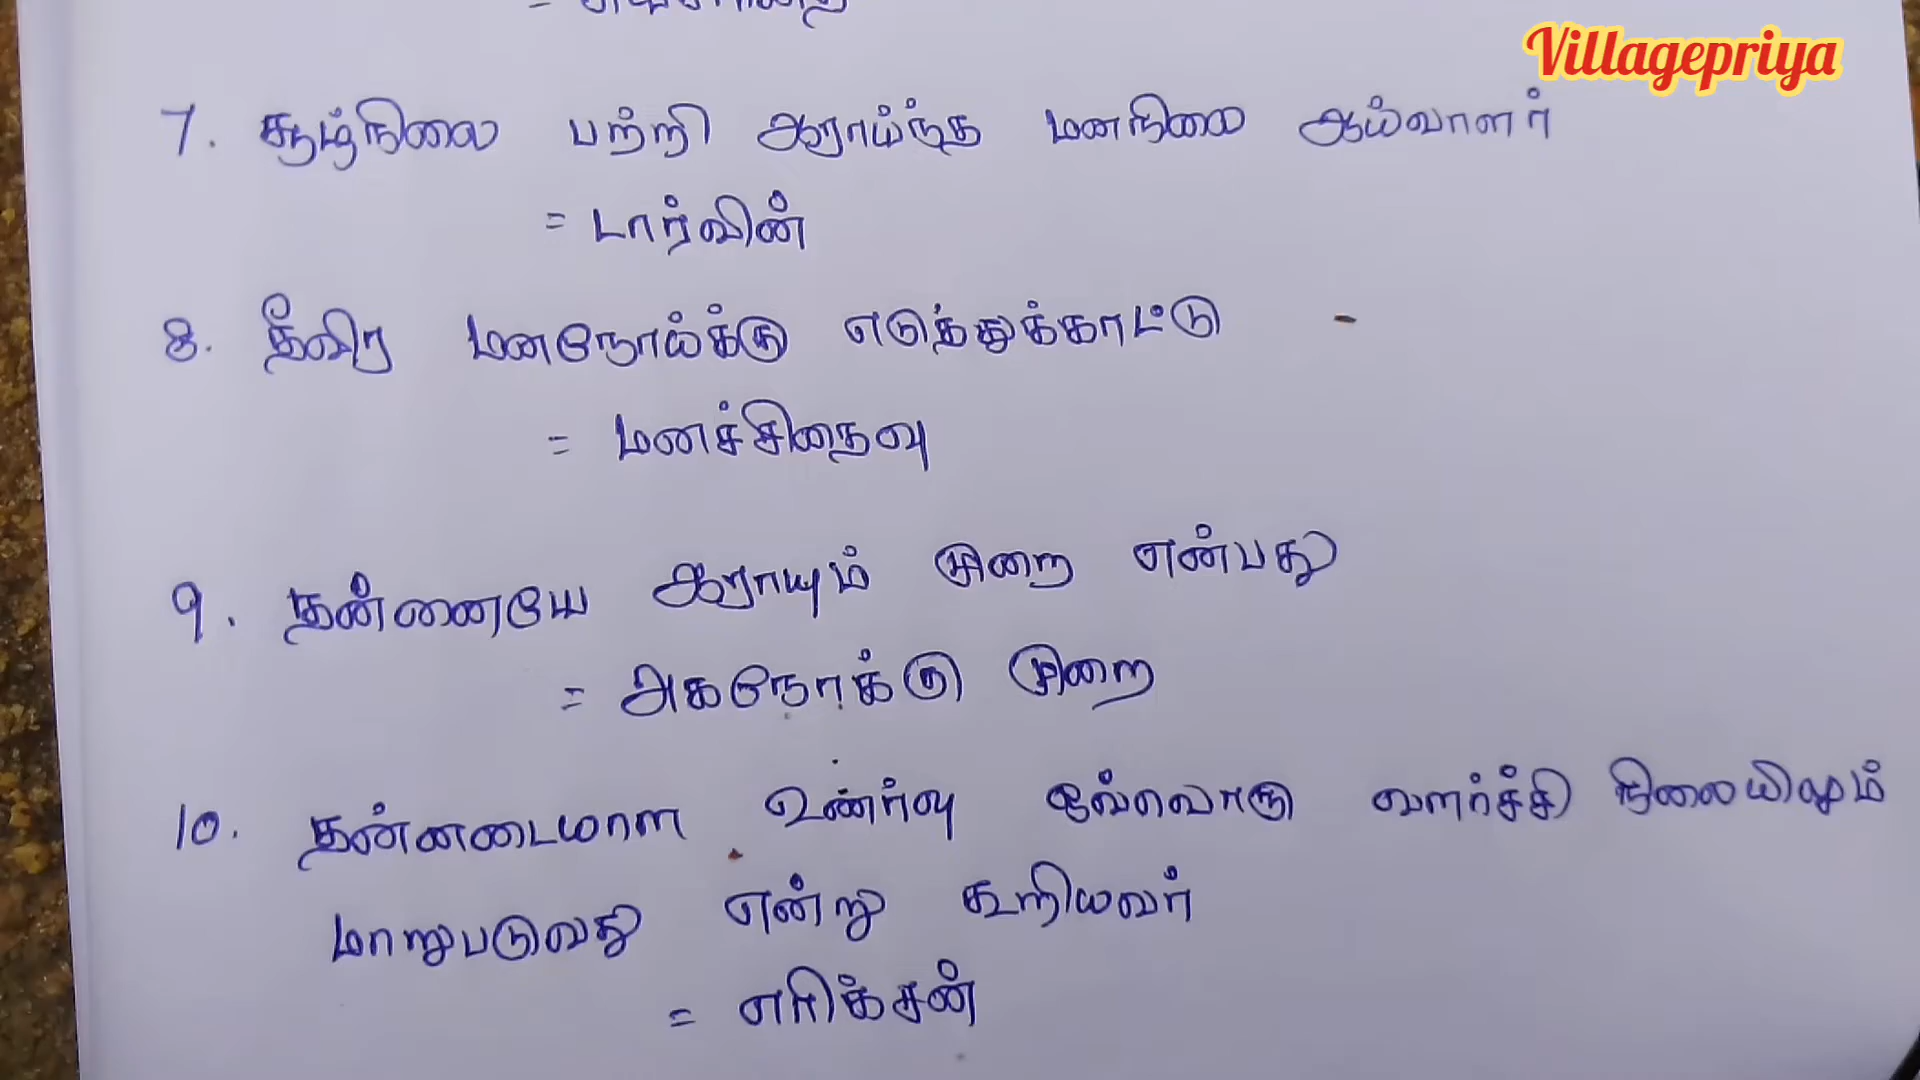 Villagepriya
7. சூழ்நிலை பற்றி ஆராய்ந்த மனநிலை ஆய்வாளர்
= டார்வின்
8. தீவிர மனநோய்க்கு எடுத்துக்காட்டு -
= மனச்சிதைவு
9. தன்னையே ஆராயும் முறை என்பது
= அகநோக்கு முறை
10. தன்னடையாள உணர்வு ஒவ்வொரு வளர்ச்சி நிலையிலும்
மாறுபடுவது என்று கூறியவர்
= எரிக்சன்